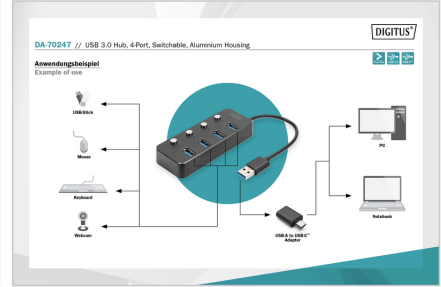 DIGITUS®
DA-70247 // USB 3.0 Hub, 4-Port, Switchable, Aluminium Housing
Anwendungsbeispiel
Example of use
USB-Stick
Mouse
Keyboard
Webcam
USB-A to USB-C™
Adapter
PC
Notebook